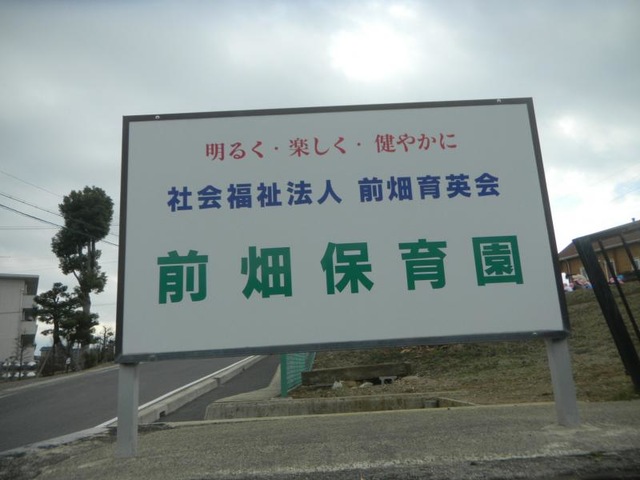 明るく・楽しく・健やかに
社会福祉法人 前畑育英会
前畑保育園